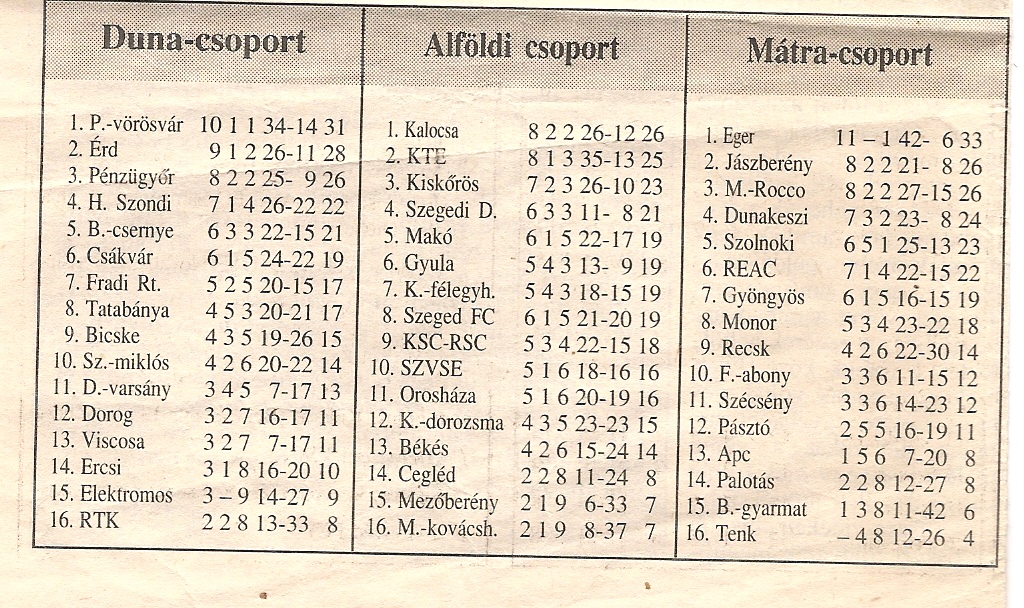 Duna-csoport
1. P.-vörösvár 10 1 1 34-14 31
2. Érd 9 1 2 26-11 28
3. Pénzügyőr 8 2 2 25- 9 26
4. H. Szondi 7 1 4 26-22 22
5. B.-csernye 6 3 3 22-15 21
6. Csákvár 6 1 5 24-22 19
7. Fradi Rt. 5 2 5 20-15 17
8. Tatabánya 4 5 3 20-21 17
9. Bicske 4 3 5 19-26 15
10. Sz.-miklós 4 2 6 20-22 14
11. D.-varsány 3 4 5 7-17 13
12. Dorog 3 2 7 16-17 11
13. Viscosa 3 2 7 7-17 11
14. Ercsi 3 1 8 16-20 10
15. Elektromos 3 – 9 14-27 9
16. RTK 2 2 8 13-33 8
Alföldi csoport
1. Kalocsa 8 2 2 26-12 26
2. KTE 8 1 3 35-13 25
3. Kiskőrös 7 2 3 26-10 23
4. Szegedi D. 6 3 3 11- 8 21
5. Makó 6 1 5 22-17 19
6. Gyula 5 4 3 13- 9 19
7. K.-félegyh. 5 4 3 18-15 19
8. Szeged FC 6 1 5 21-20 19
9. KSC-RSC 5 3 4 22-15 18
10. SZVSE 5 1 6 18-16 16
11. Orosháza 5 1 6 20-19 16
12. K.-dorozsma 4 3 5 23-23 15
13. Békés 4 2 6 15-24 14
14. Cegléd 2 2 8 11-24 8
15. Mezőberény 2 1 9 6-33 7
16. M.-kovácsh. 2 1 9 8-37 7
Mátra-csoport
1. Eger 11 – 1 42- 6 33
2. Jászberény 8 2 2 21- 8 26
3. M.-Rocco 8 2 2 27-15 26
4. Dunakeszi 7 3 2 23- 8 24
5. Szolnoki 6 5 1 25-13 23
6. REAC 7 1 4 22-15 22
7. Gyöngyös 6 1 5 16-15 19
8. Monor 5 3 4 23-22 18
9. Recsk 4 2 6 22-30 14
10. F.-abony 3 3 6 11-15 12
11. Szécsény 3 3 6 14-23 12
12. Pásztó 2 5 5 16-19 11
13. Apc 1 5 6 7-20 8
14. Palotás 2 2 8 12-27 8
15. B.-gyarmat 1 3 8 11-42 6
16. Tenk – 4 8 12-26 4